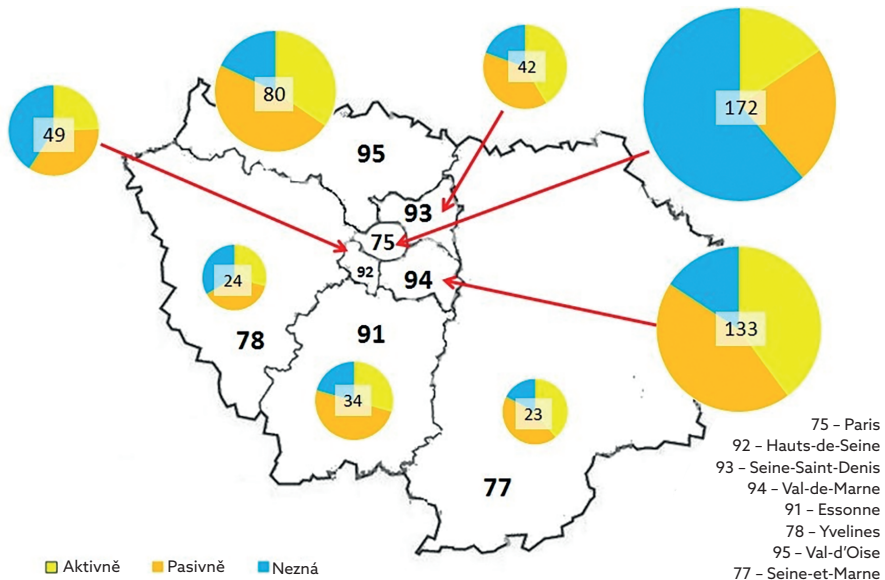 42
80
172
49
95
93
75
92
94
24
133
78
91
34
23
77
75 – Paris
92 – Hauts-de-Seine
93 – Seine-Saint-Denis
94 – Val-de-Marne
91 – Essonne
78 – Yvelines
95 – Val-d’Oise
77 – Seine-et-Marne
Aktivně Pasivně Nezná